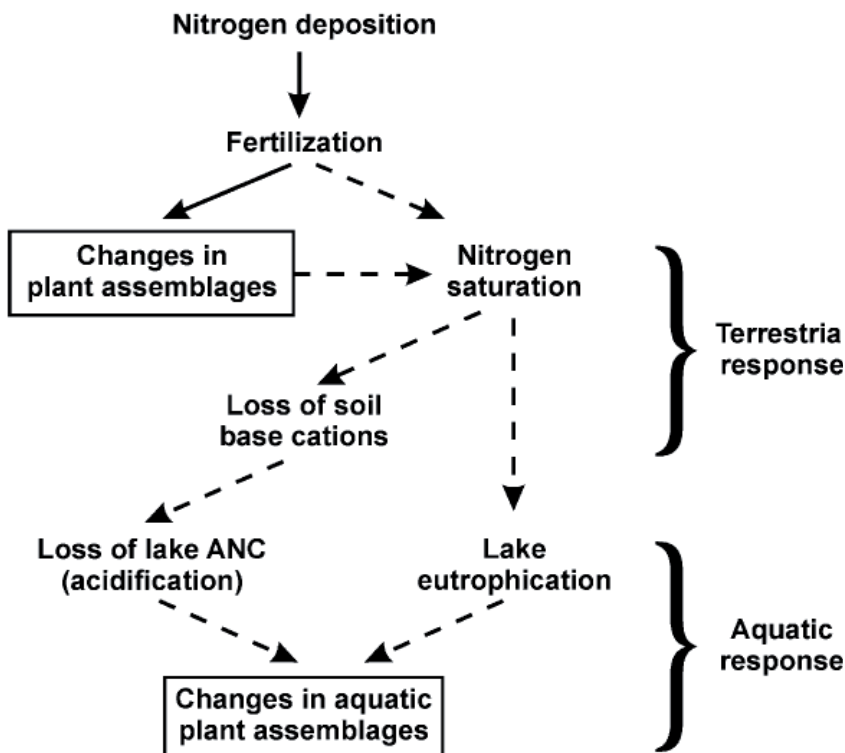 Nitrogen deposition
Fertilization
Changes in
plant assemblages
Nitrogen
saturation
Terrestria
response
Loss of soil
base cations
Loss of lake ANC
(acidification)
Lake
eutrophication
Aquatic
response
Changes in aquatic
plant assemblages